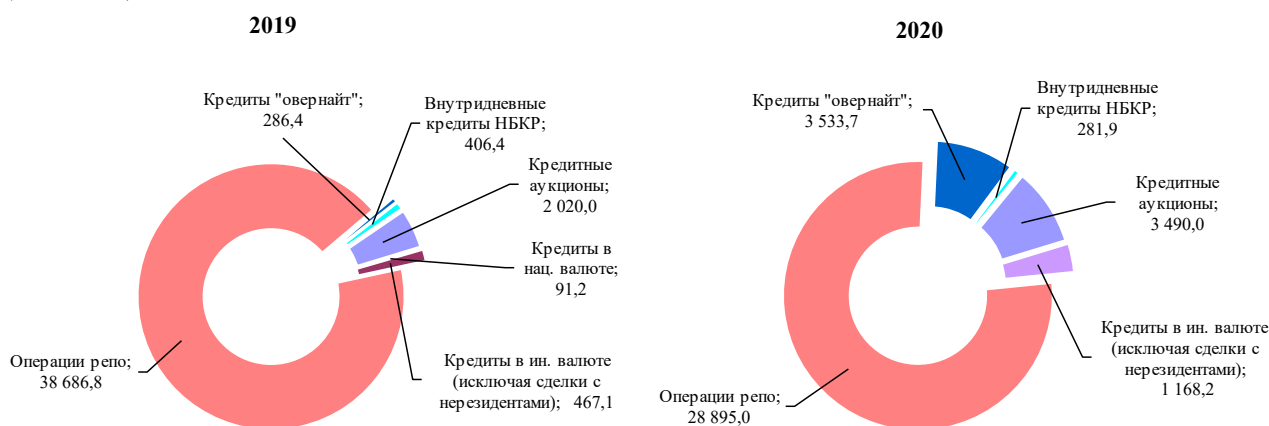 2019
Кредиты "овернайт";
286,4
Внутридневные
кредиты НБКР;
406,4
Кредитные
аукционы;
2 020,0
Кредиты в
нац. валюте;
91,2
Кредиты в ин. валюте
(исключая сделки с
нерезидентами); 467,1
Операции репо;
38 686,8
2020
Кредиты "овернайт";
3 533,7
Внутридневные
кредиты НБКР;
281,9
Кредитные
аукционы;
3 490,0
Кредиты в ин. валюте
(исключая сделки с
нерезидентами);
1 168,2
Операции репо;
28 895,0